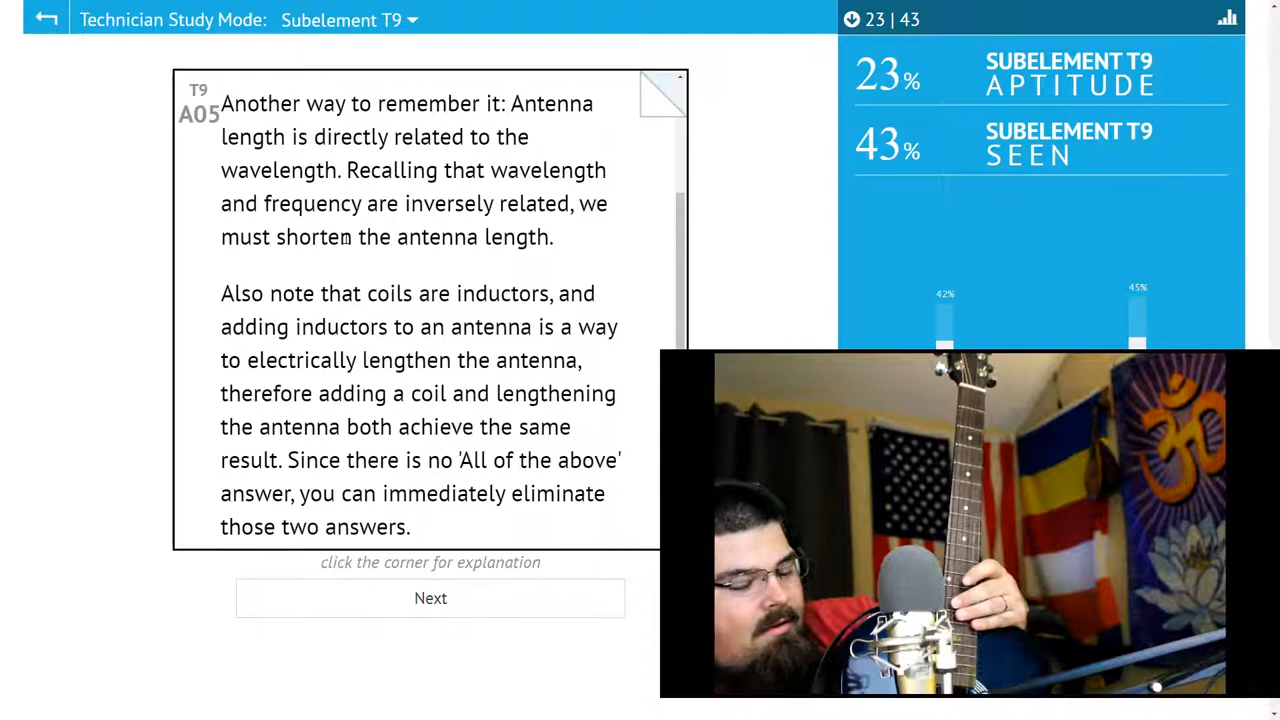 Technician Study Mode: Subelement T9
23 | 43
T9
A05
Another way to remember it: Antenna
length is directly related to the
wavelength. Recalling that wavelength
and frequency are inversely related, we
must shorten the antenna length.
Also note that coils are inductors, and
adding inductors to an antenna is a way
to electrically lengthen the antenna,
therefore adding a coil and lengthening
the antenna both achieve the same
result. Since there is no 'All of the above'
answer, you can immediately eliminate
those two answers.
click the corner for explanation
Next
23%
SUBELEMENT T9
APTITUDE
43%
SUBELEMENT T9
SEEN
42%
45%
ॐ